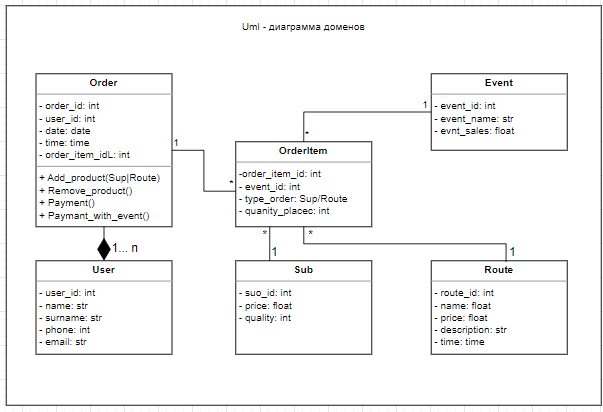 Uml - диаграмма доменов
Order
- order_id: int
- user_id: int
- date: date
- time: time
- order_item_idL: int
+ Add_product(Sup|Route)
+ Remove_product()
+ Payment()
+ Paymant_with_event()
1
*
OrderItem
-order_item_id: int
- event_id: int
- type_order: Sup/Route
- quanity_placec: int
*
1
Event
- event_id: int
- event_name: str
- evnt_sales: float
1... n
User
- user_id: int
- name: str
- surname: str
- phone: int
- email: str
*
1
Sub
- suo_id: int
- price: float
- quality: int
*
1
Route
- route_id: int
- name: float
- price: float
- description: str
- time: time